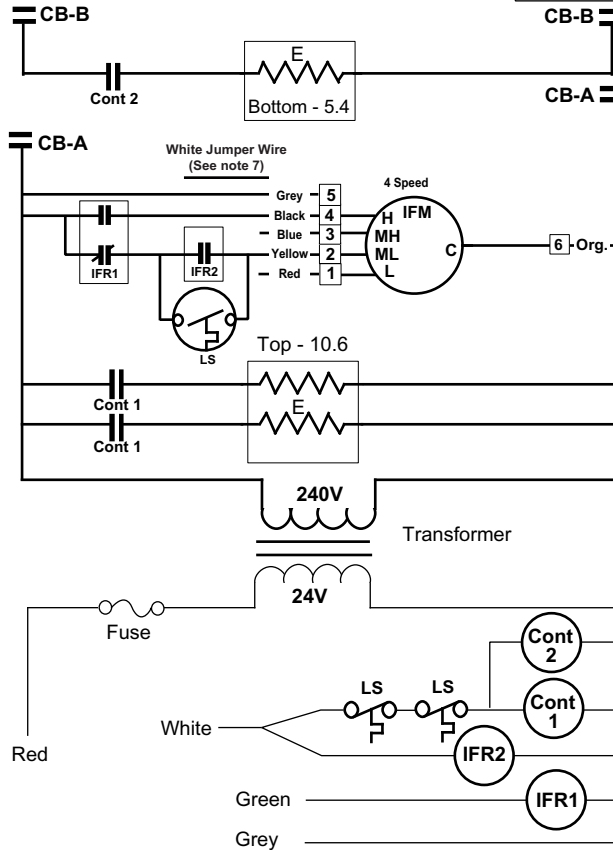 CB-B
CB-B
E
Cont 2
Bottom - 5.4
CB-A
CB-A
White Jumper Wire
(See note 7)
4 Speed
Grey 5
Black 4 H IFM
Blue 3 MH
Yellow 2 ML C 6 Org.
Red 1 L
IFR1
IFR2
LS
Top - 10.6
Cont 1
E
Cont 1
240V
Transformer
24V
Fuse
Cont
2
LS LS
Cont
1
White
Red
IFR2
Green
IFR1
Grey